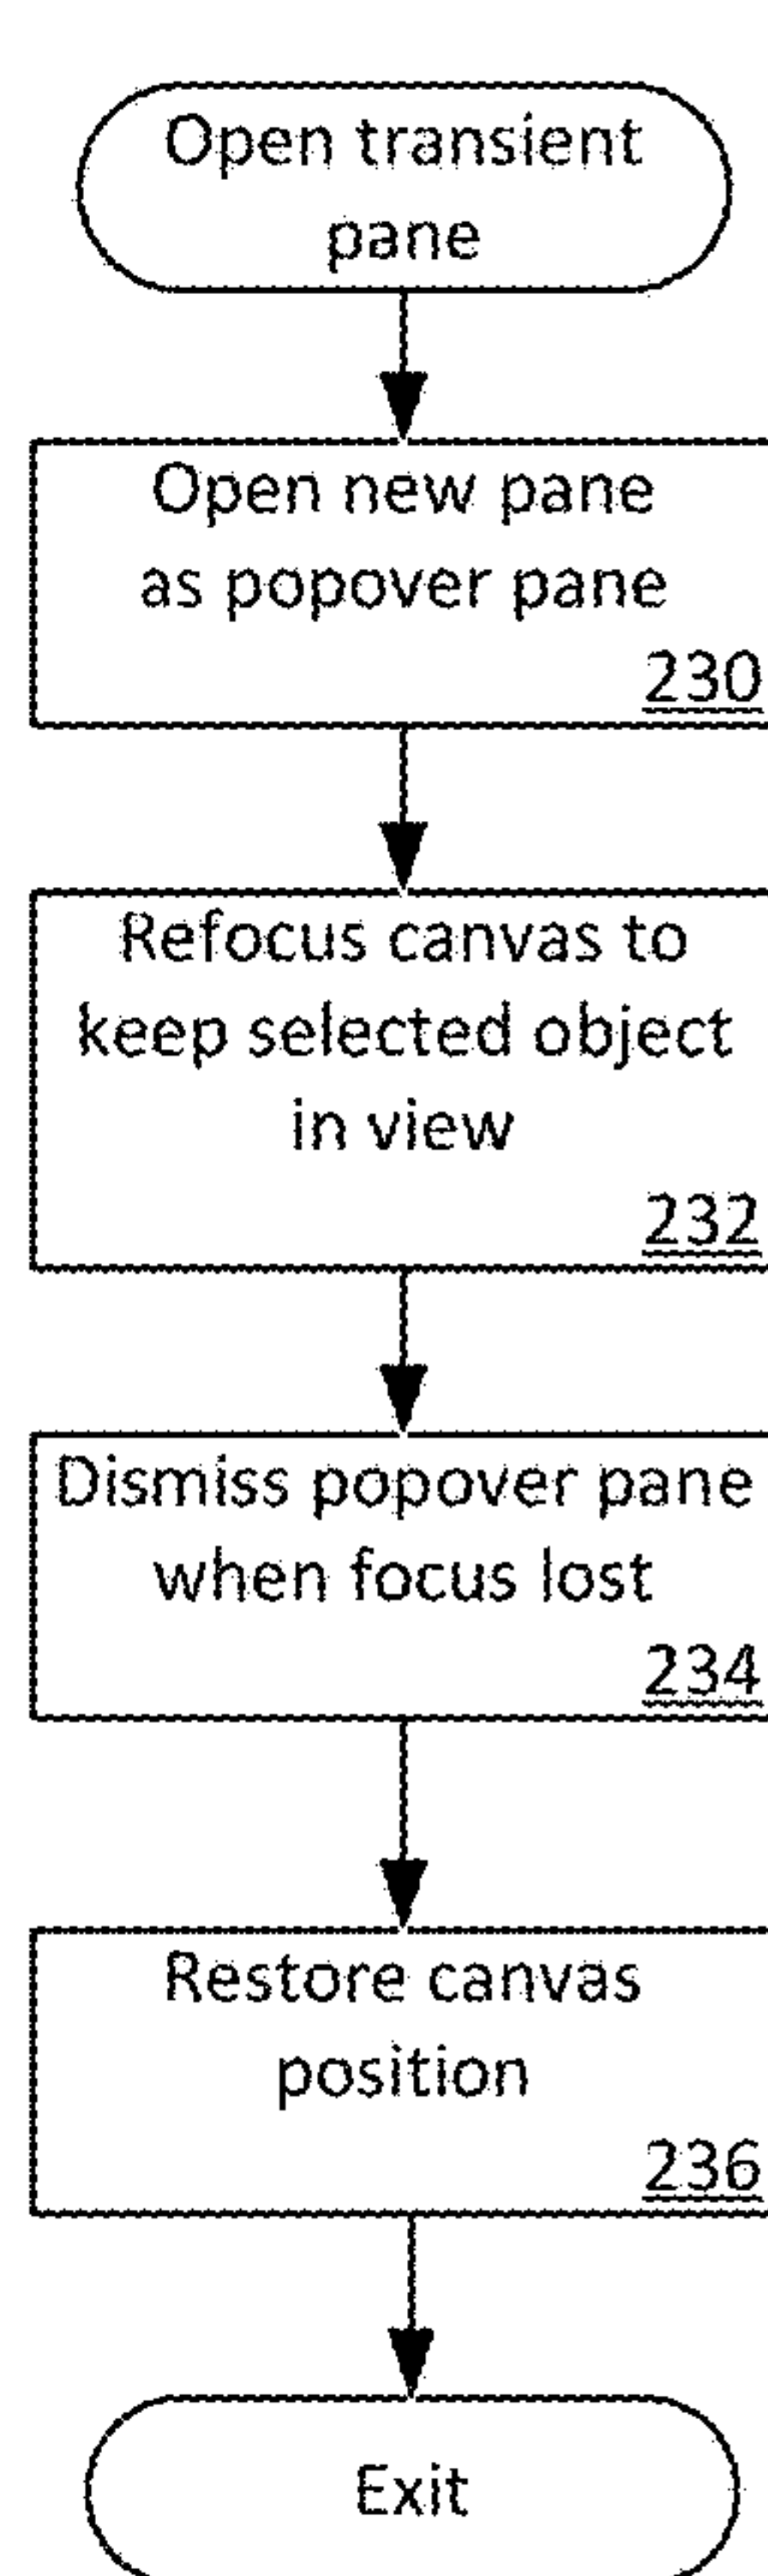 Open transient
pane
Open new pane
as popover pane
230
Refocus canvas to
keep selected object
in view
232
Dismiss popover pane
when focus lost
234
Restore canvas
position
236
Exit